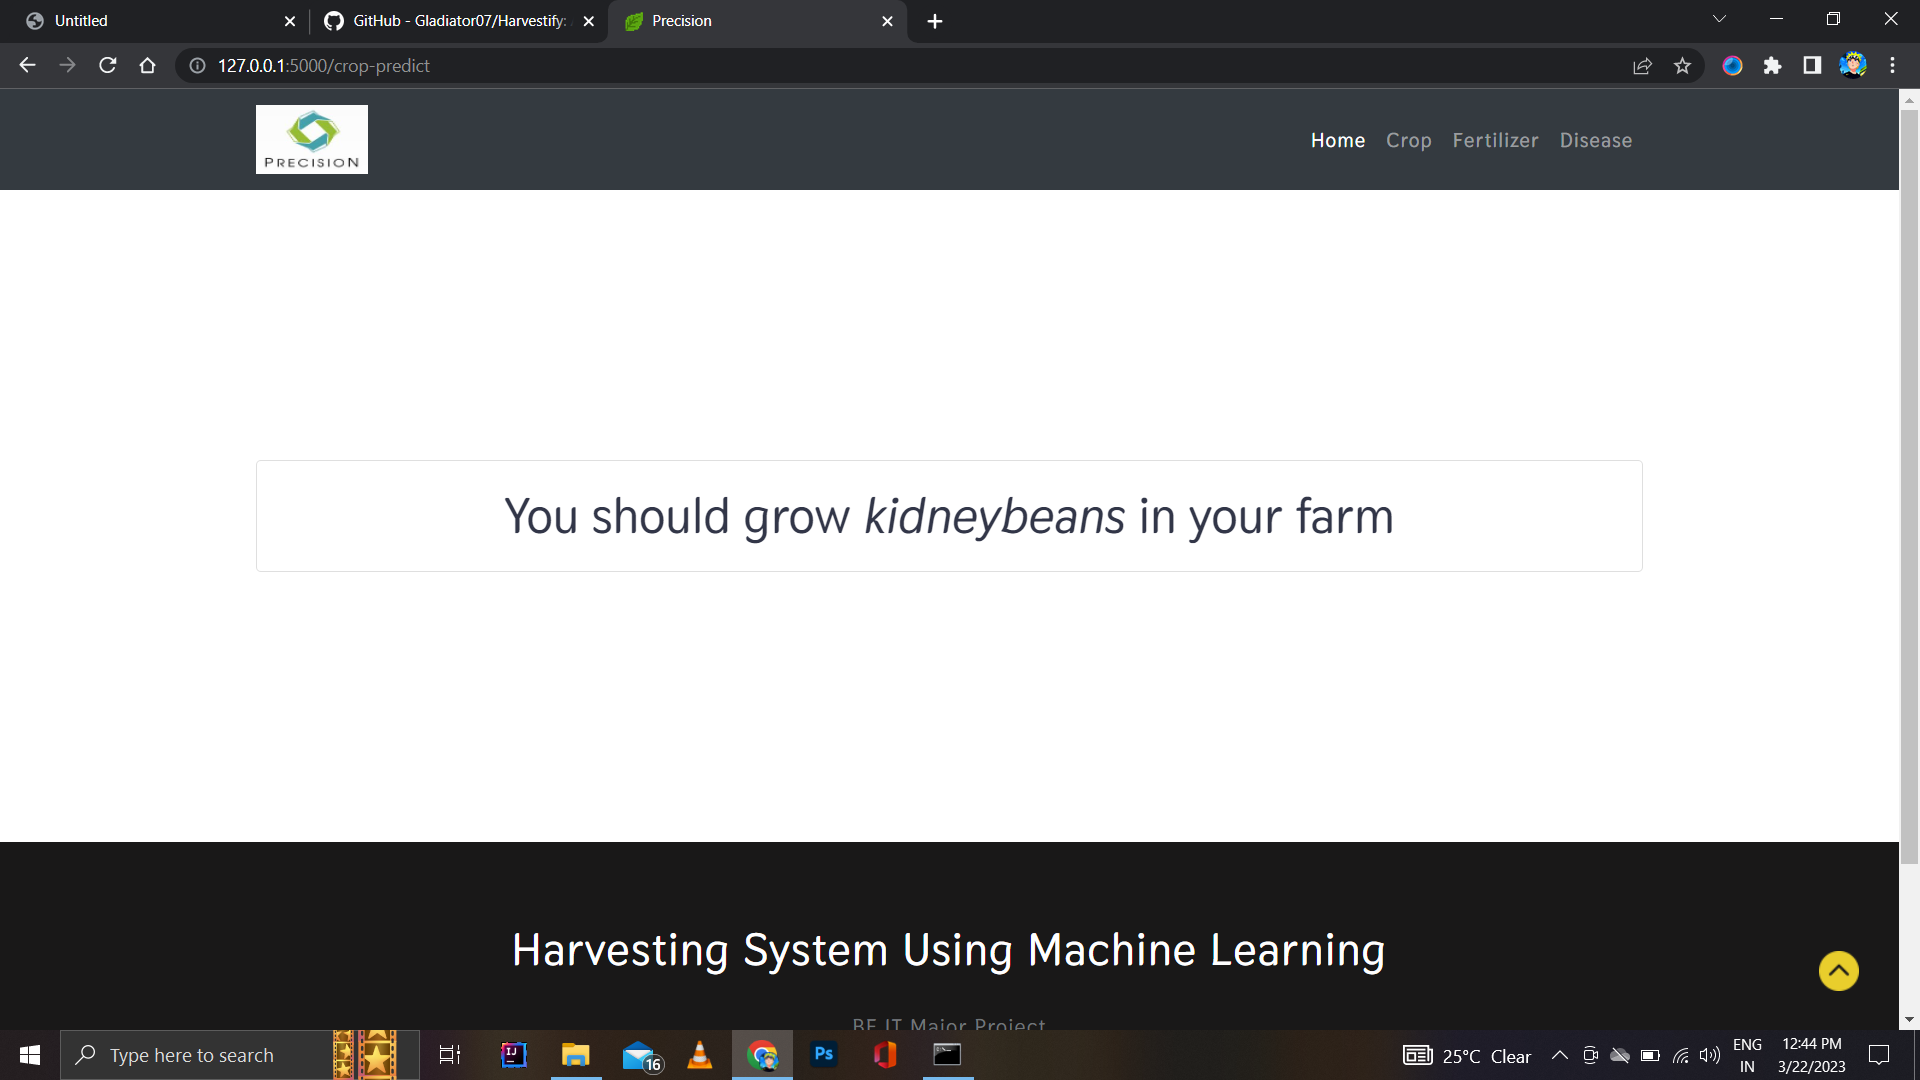 Untitled
GitHub - Gladiator07/Harvestify:
Precision
127.0.0.1:5000/crop-predict
PRECISION
Home Crop Fertilizer Disease
You should grow kidneybeans in your farm
Harvesting System Using Machine Learning
BE IT Major Project
Type here to search
IJ
16
Ps
25°C Clear
ENG
IN
12:44 PM
3/22/2023